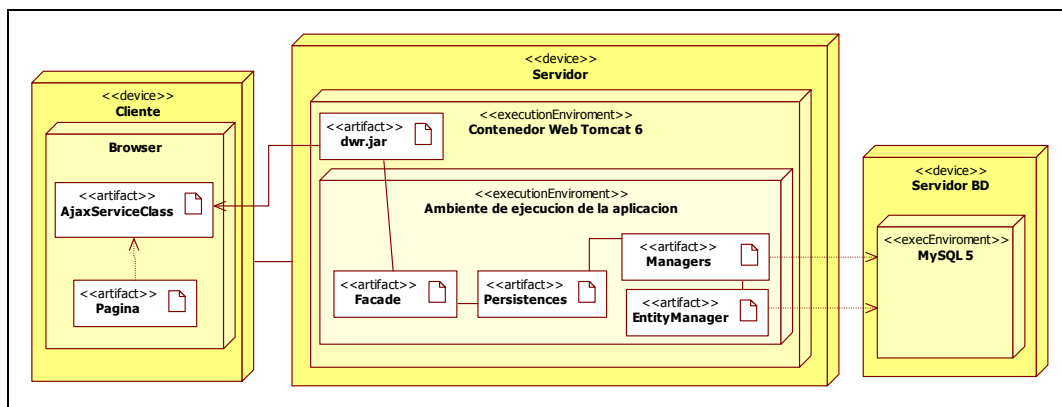 <<device>>
Cliente
Browser
<<artifact>>
AjaxServiceClass
<<artifact>>
Pagina
<<device>>
Servidor
<<executionEnviroment>>
Contenedor Web Tomcat 6
<<artifact>>
dwr.jar
<<executionEnviroment>>
Ambiente de ejecucion de la aplicacion
<<artifact>>
Facade
<<artifact>>
Persistences
<<artifact>>
Managers
<<artifact>>
EntityManager
<<device>>
Servidor BD
<<execEnviroment>>
MySQL 5